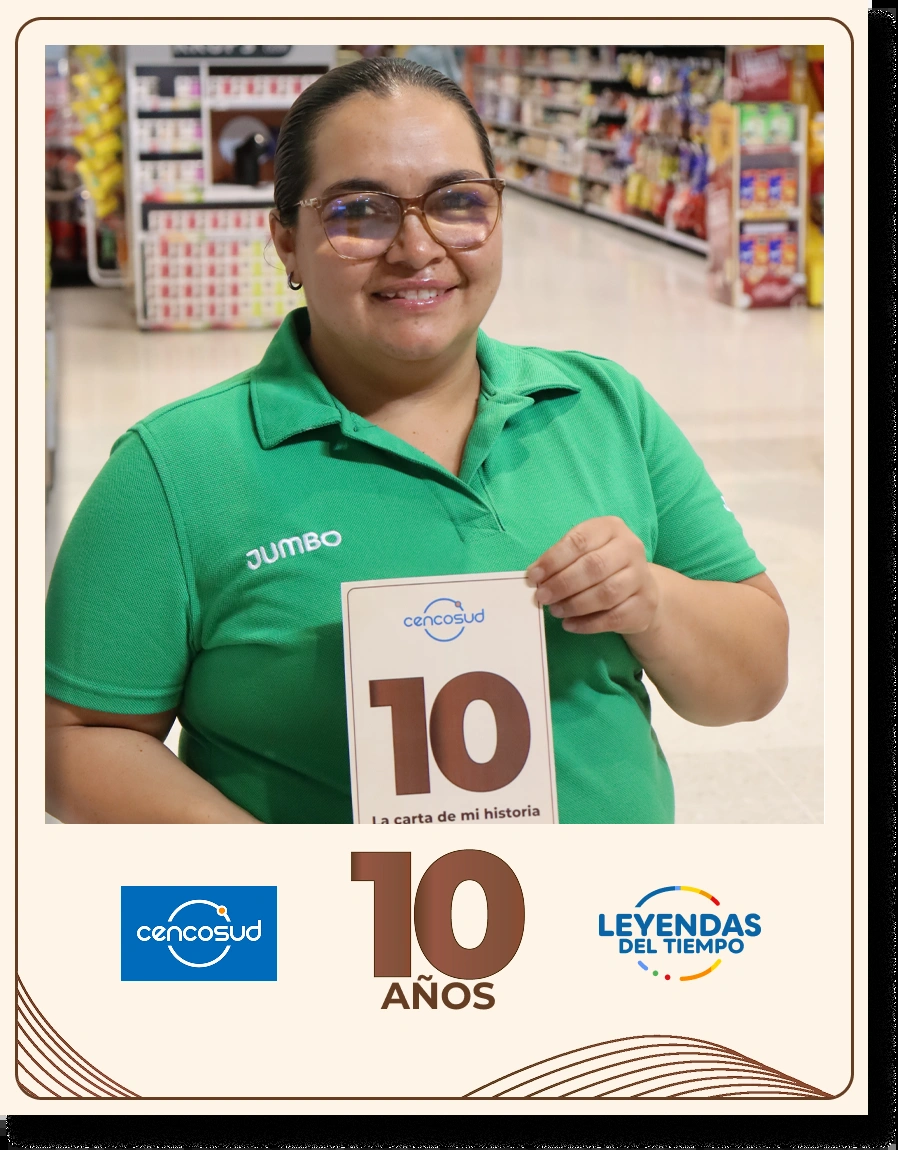 JUMBO
cencosud
10
La carta de mi historia
cencosud
10
AÑOS
LEYENDAS
DEL TIEMPO